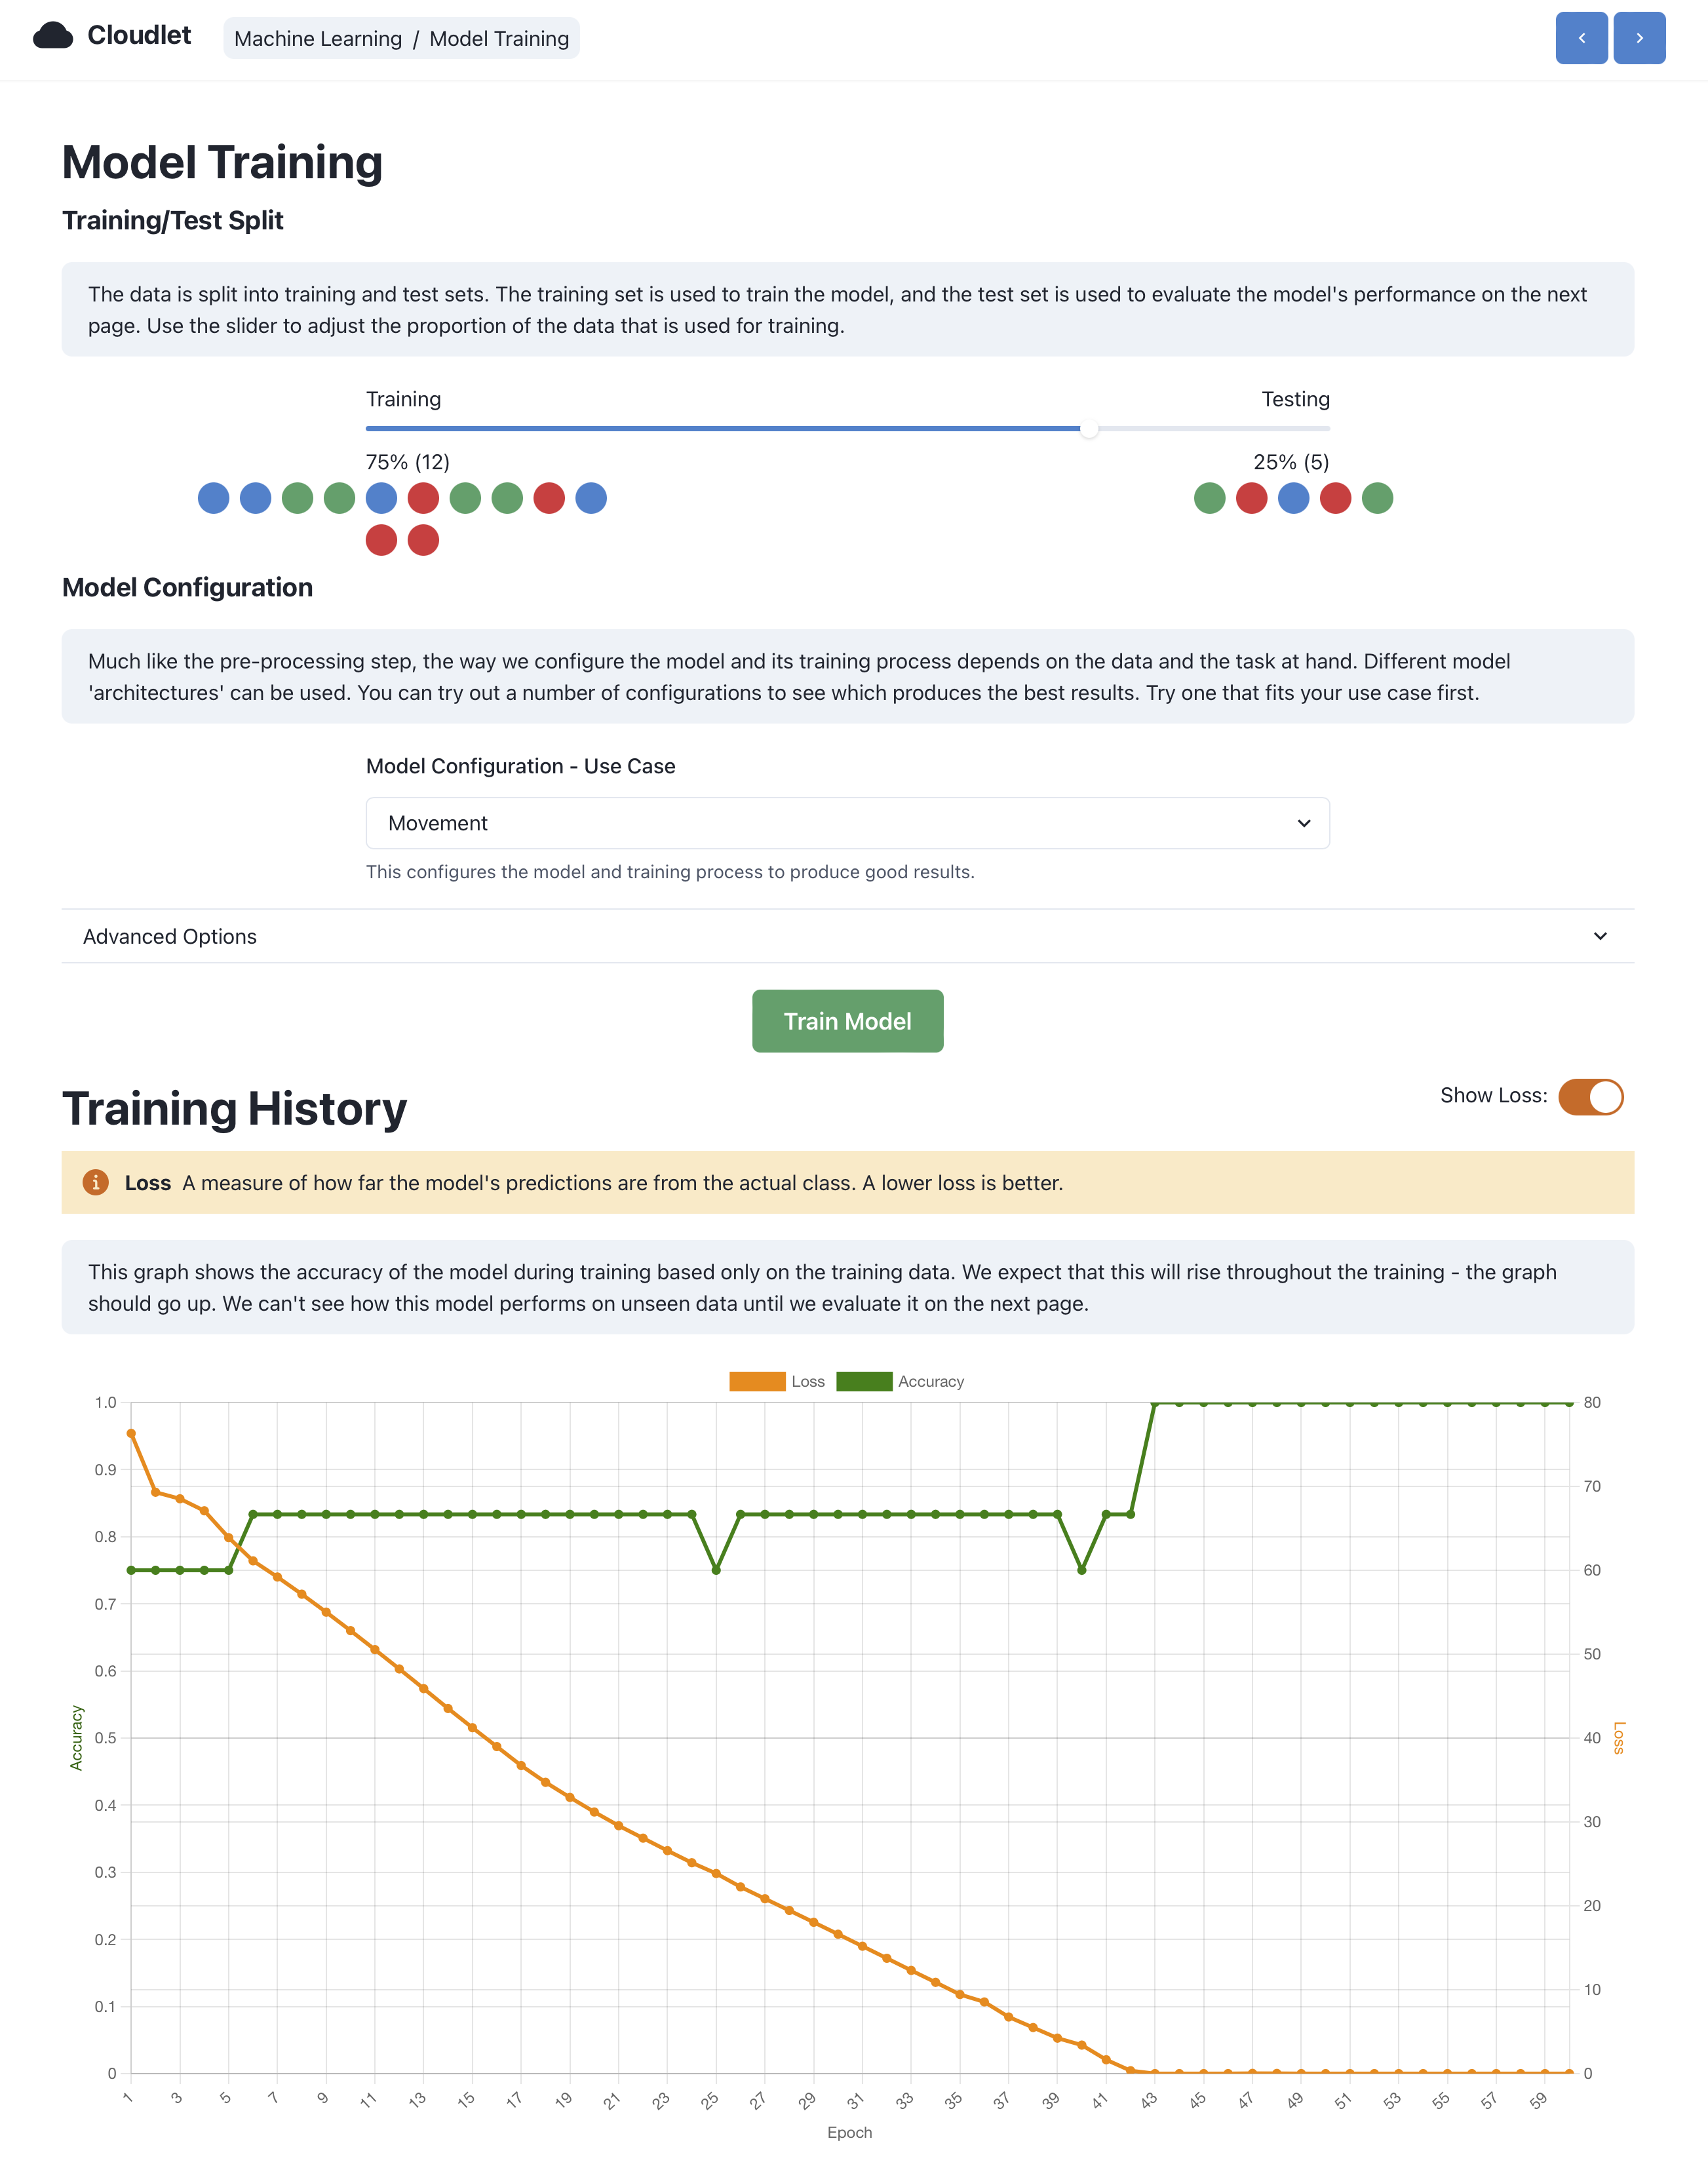 Cloudlet
Machine Learning / Model Training
Model Training
Training/Test Split
The data is split into training and test sets. The training set is used to train the model, and the test set is used to evaluate the model's performance on the next
page. Use the slider to adjust the proportion of the data that is used for training.
Training
Testing
75% (12)
25% (5)
Model Configuration
Much like the pre-processing step, the way we configure the model and its training process depends on the data and the task at hand. Different model
'architectures' can be used. You can try out a number of configurations to see which produces the best results. Try one that fits your use case first.
Model Configuration - Use Case
Movement
This configures the model and training process to produce good results.
Advanced Options
Train Model
Training History
Show Loss:
Loss A measure of how far the model's predictions are from the actual class. A lower loss is better.
This graph shows the accuracy of the model during training based only on the training data. We expect that this will rise throughout the training - the graph
should go up. We can't see how this model performs on unseen data until we evaluate it on the next page.
Loss
Accuracy
1.0
0.9
0.8
0.7
0.6
0.5
0.4
0.3
0.2
0.1
0
Accuracy
80
70
60
50
40
30
20
10
0
Loss
1 3 5 7 9 11 13 15 17 19 21 23 25 27 29 31 33 35 37 39 41 43 45 47 49 51 53 55 57 59
Epoch